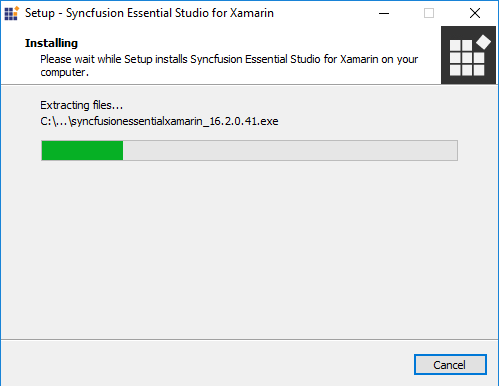 Setup - Syncfusion Essential Studio for Xamarin
Installing
Please wait while Setup installs Syncfusion Essential Studio for Xamarin on your
computer.
Extracting files...
C:\...\syncfusionessentialxamarin_16.2.0.41.exe
Cancel